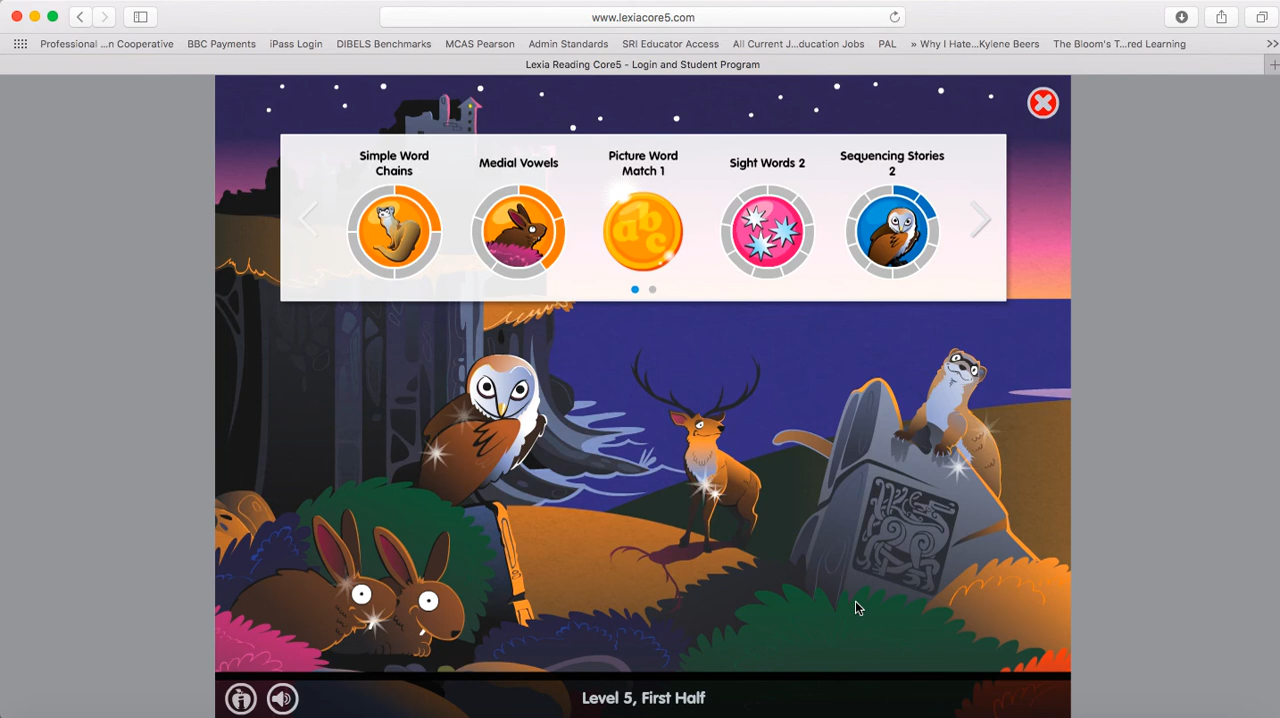 www.lexiacore5.com
Professional ...n Cooperative BBC Payments iPass Login DIBELS Benchmarks MCAS Pearson Admin Standards SRI Educator Access All Current J...ducation Jobs PAL » Why I Hate...Kylene Beers The Bloom's T...red Learning >>
Lexia Reading Core5 - Login and Student Program
Simple Word
Chains
Medial Vowels
Picture Word
Match 1
Sight Words 2
Sequencing Stories
2
abc
Level 5, First Half